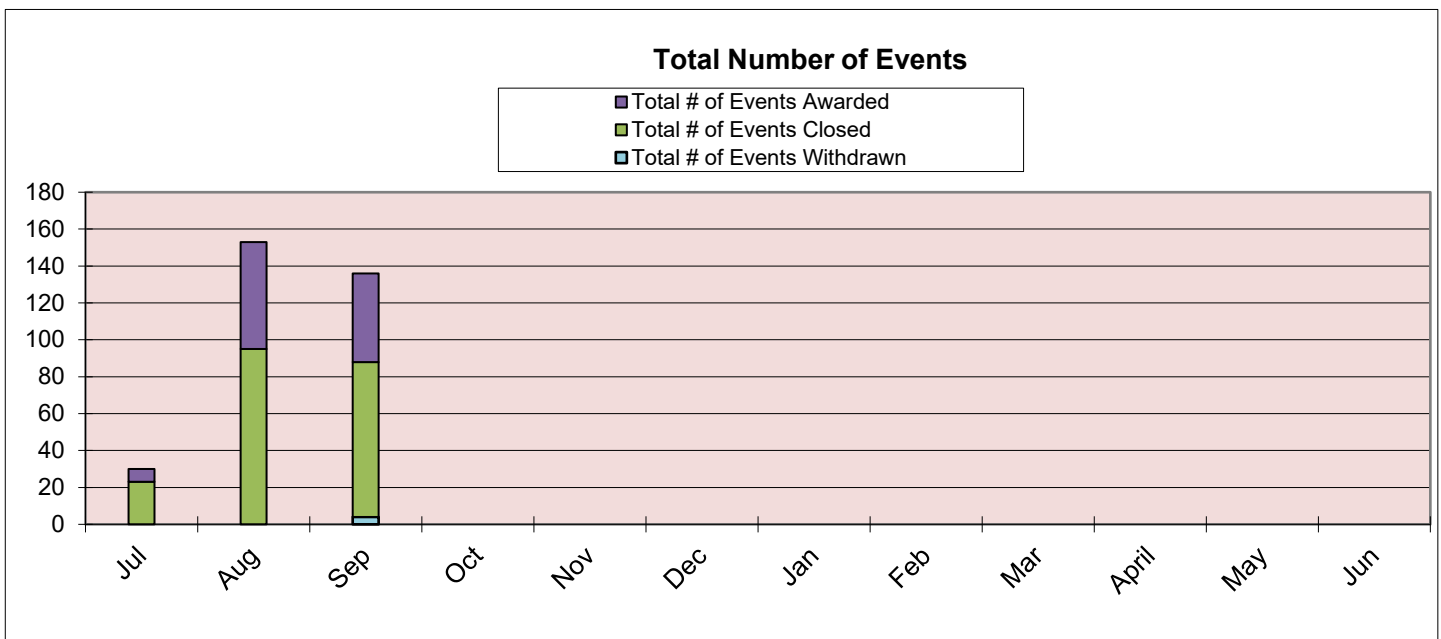 Total Number of Events
Total # of Events Awarded
Total # of Events Closed
Total # of Events Withdrawn
180
160
140
120
100
80
60
40
20
0
Jul Aug Sep Oct Nov Dec Jan Feb Mar April May Jun